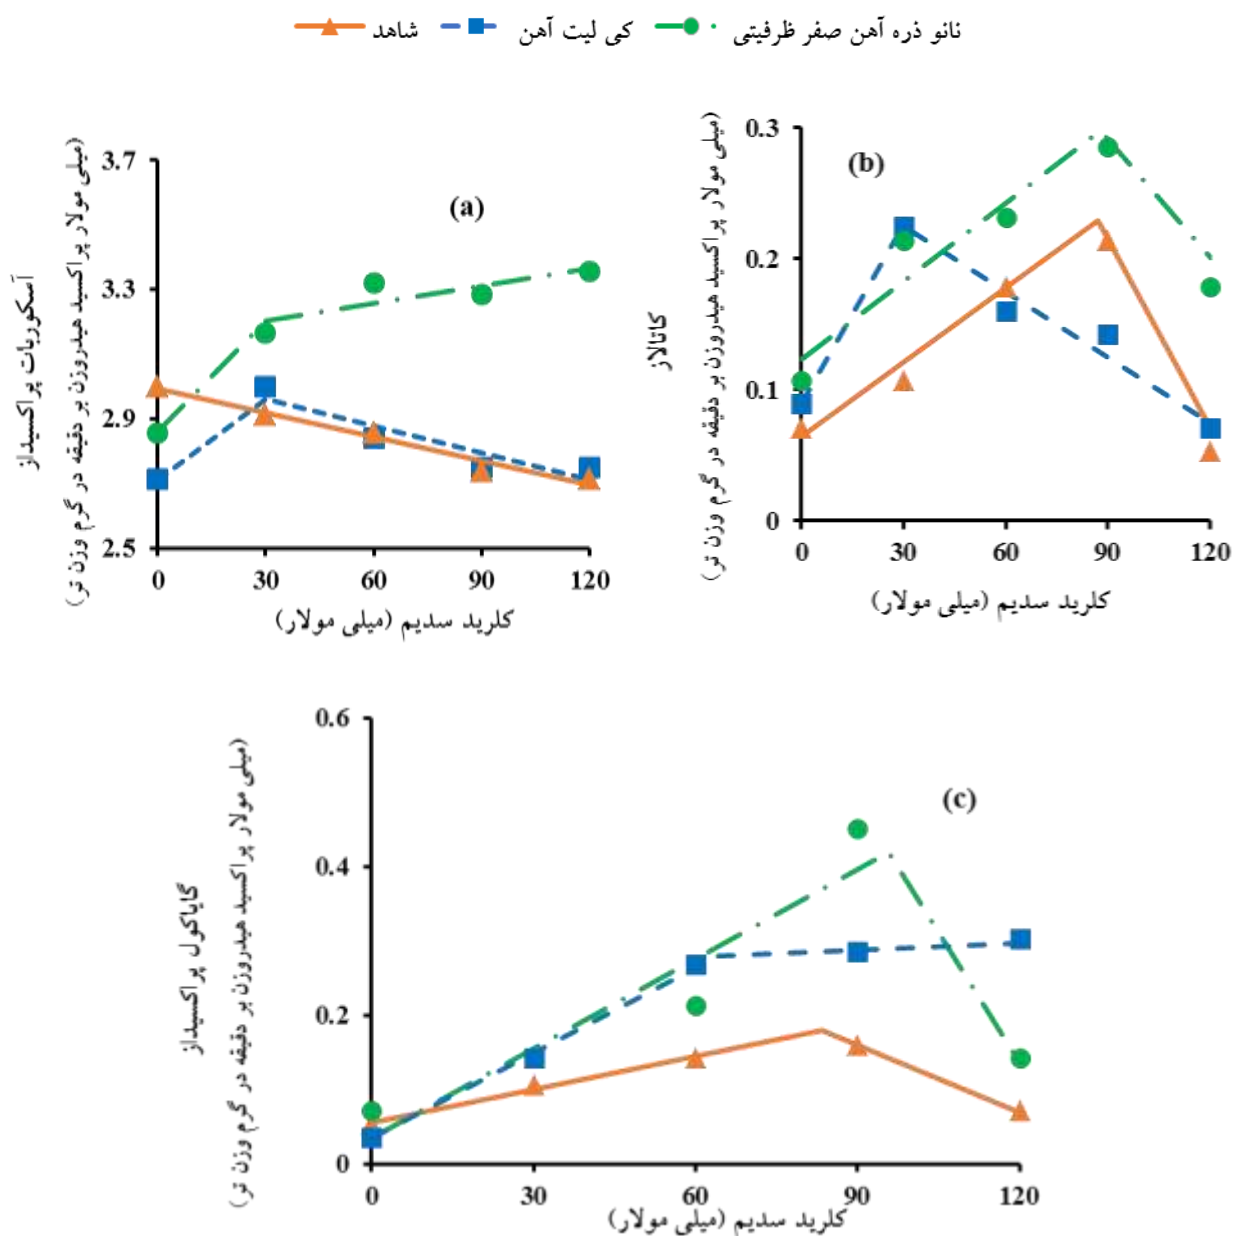 شاهد کی لیت آهن نانو ذره آهن صفر ظرفیتی
(a)
آسکوربات پراکسیداز
(میلی مولار پراکسید هیدروزن بر دقیقه در گرم وزن تر)
3.7
3.3
2.9
2.5
0 30 60 90 120
کلرید سدیم (میلی مولار)
(b)
کاتالاز
(میلی مولار پراکسید هیدروزن بر دقیقه در گرم وزن تر)
0.3
0.2
0.1
0
0 30 60 90 120
کلرید سدیم (میلی مولار)
(c)
گایاکول پراکسیداز
(میلی مولار پراکسید هیدروزن بر دقیقه در گرم وزن تر)
0.6
0.4
0.2
0
0 30 60 90 120
کلرید سدیم (میلی مولار)